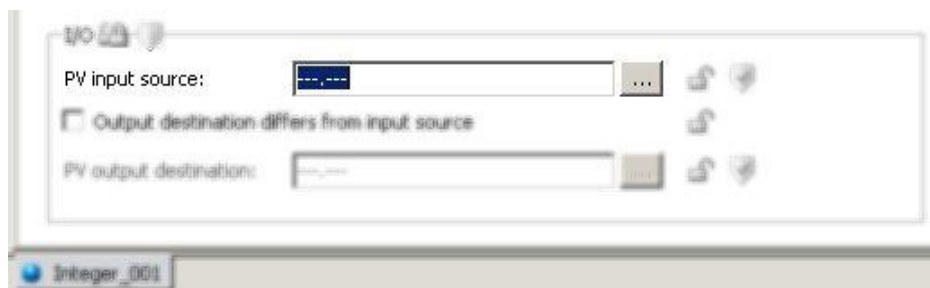 I/O
PV input source: ---.--- ...
Output destination differs from input source
PV output destination: ---.--- ...
Integer_001